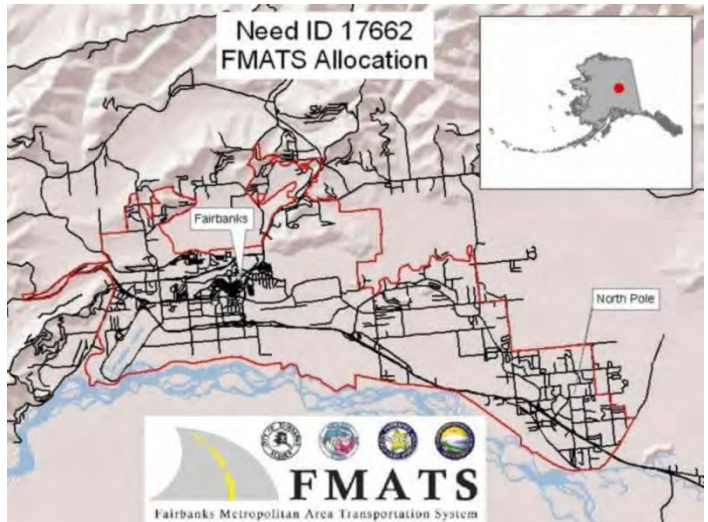 Need ID 17662
FMATS Allocation
Fairbanks
North Pole
FMATS
Fairbanks Metropolitan Area Transportation System